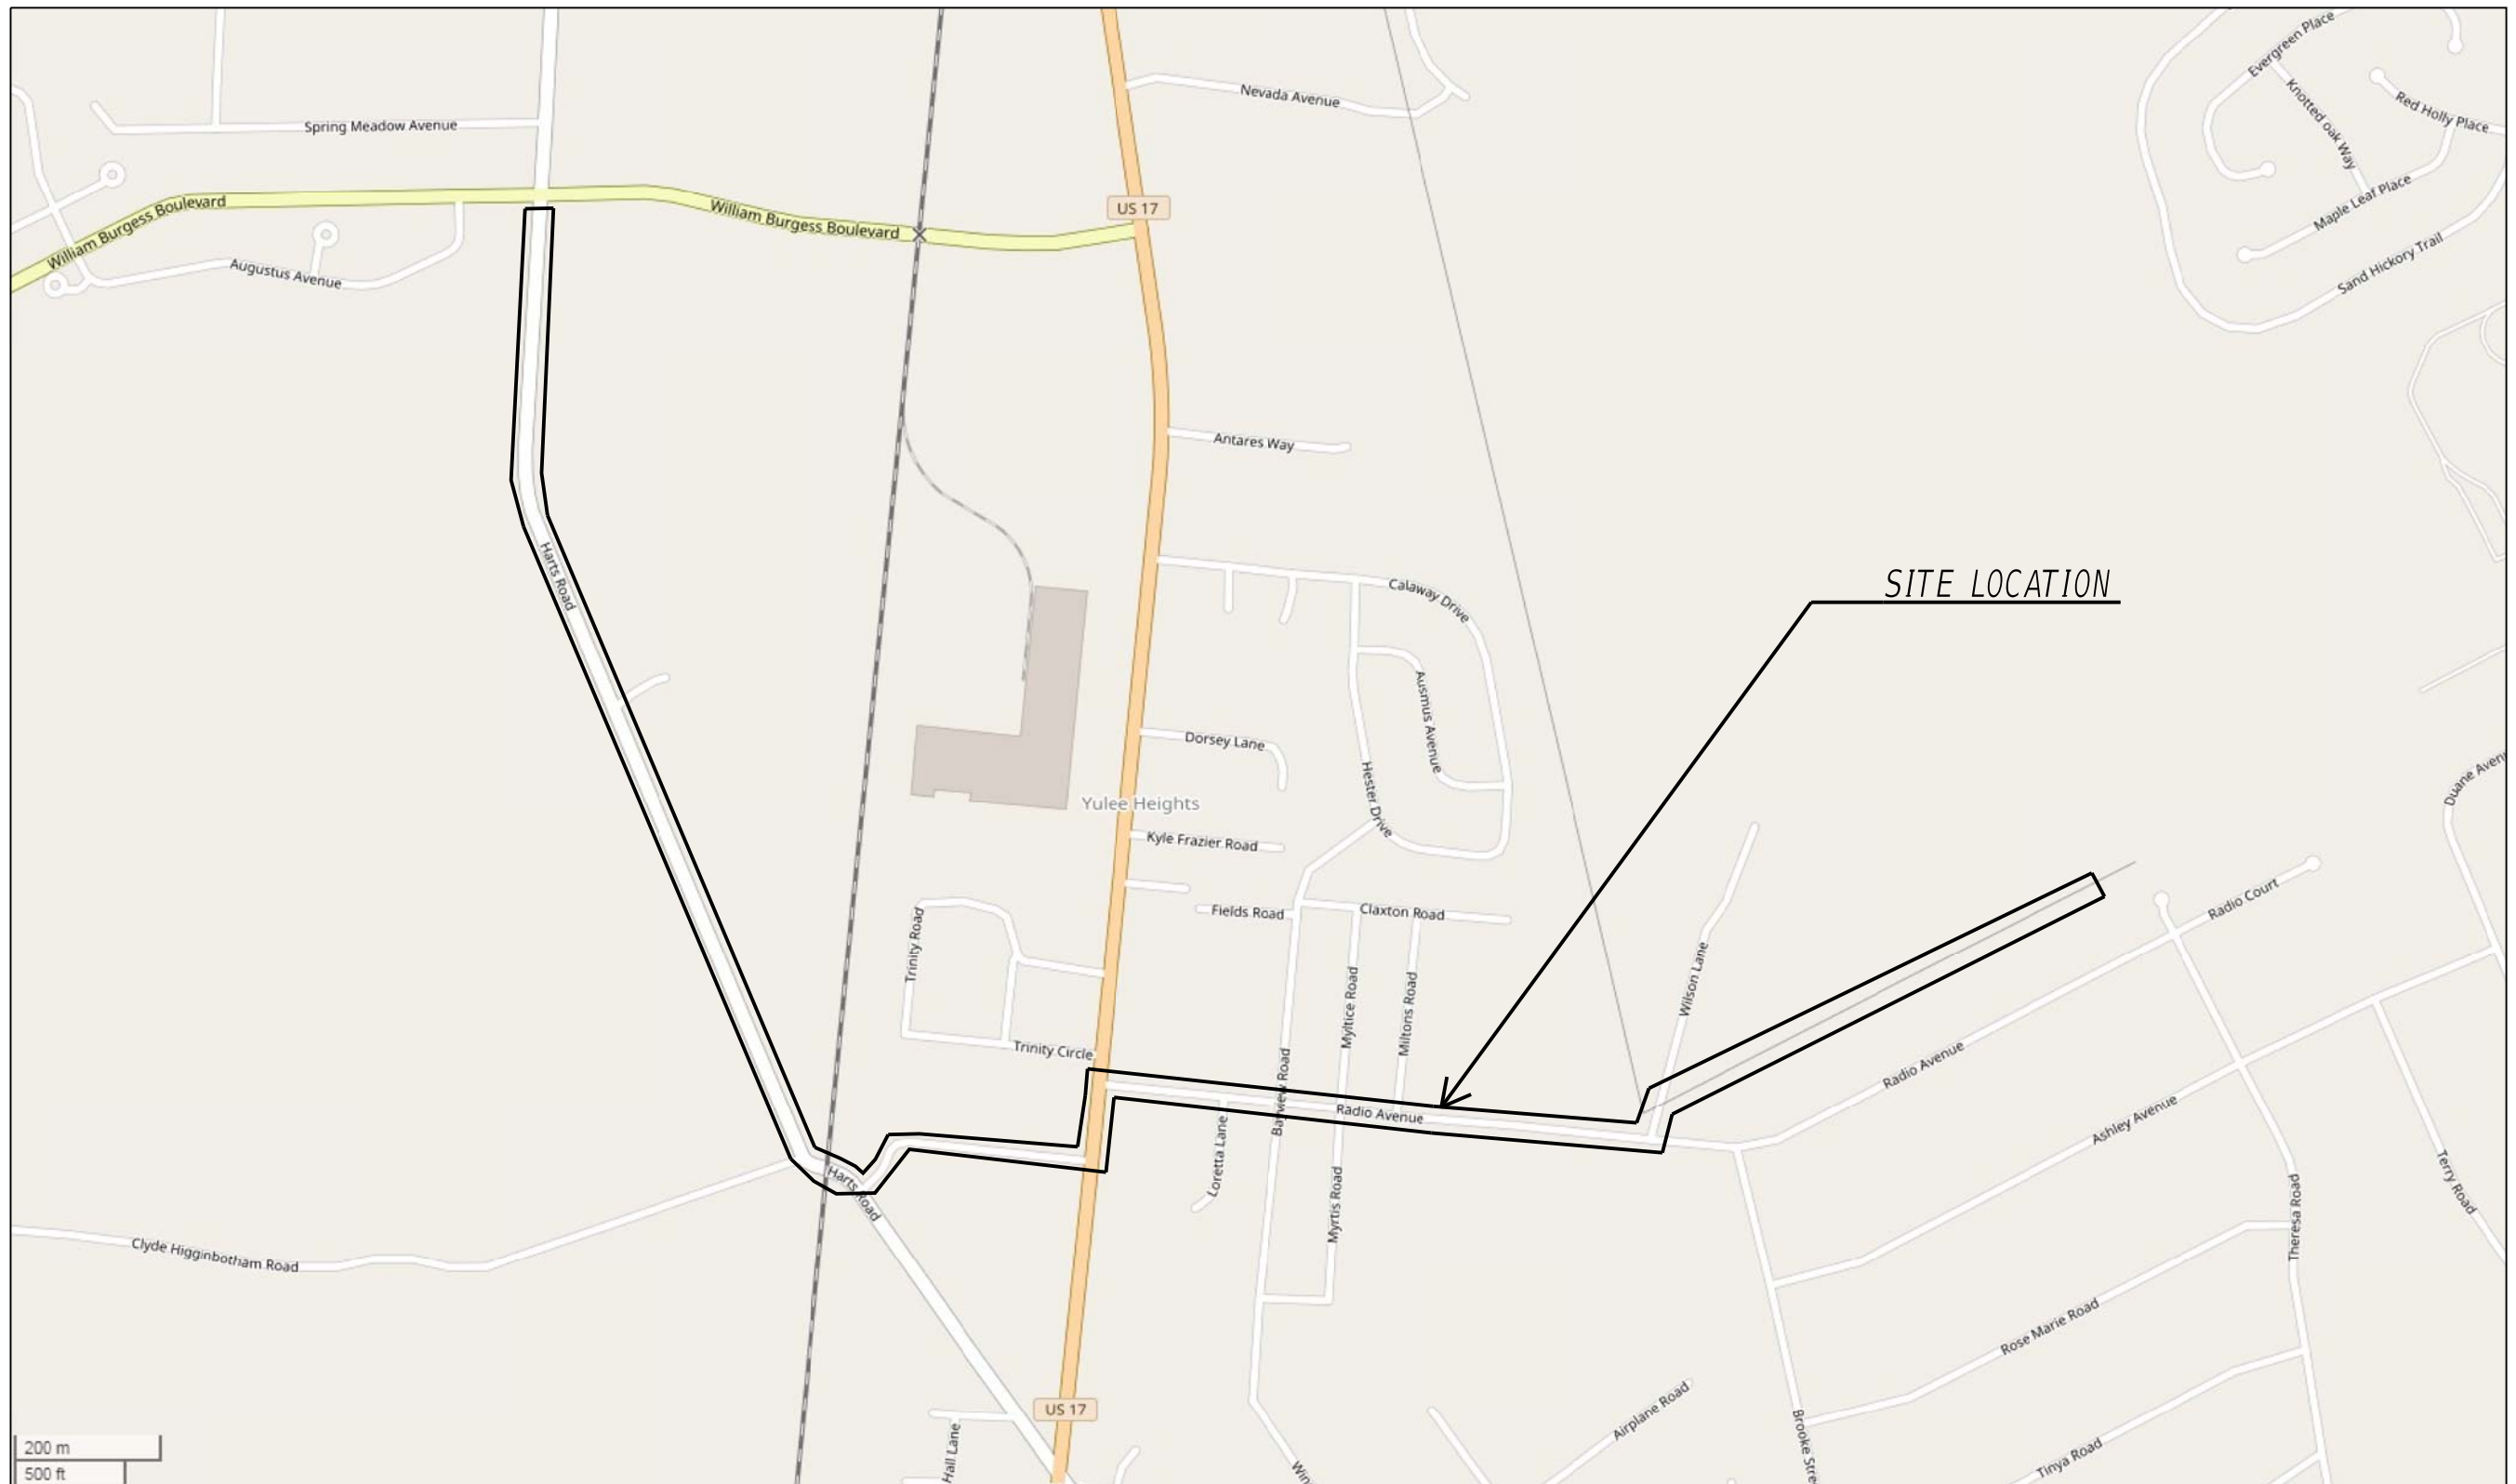 Evergreen Place
Knotted oak Way
Red Holly Place
Nevada Avenue
Spring Meadow Avenue
Maple Leaf Place
William Burgess Boulevard
William Burgess Boulevard
US 17
Sand Hickory Trail
Augustus Avenue
Antares Way
Harts Road
Calaway Drive
SITE LOCATION
Ausmus Avenue
Dorsey Lane
Hester Drive
Duane Aven
Yulee Heights
Kyle Frazier Road
Fields Road
Claxton Road
Radio Court
Trinity Road
Myltice Road
Miltons Road
Wilson Lane
Trinity Circle
Bayview Road
Radio Avenue
Radio Avenue
Ashley Avenue
Loretta Lane
Harts Road
Myrtis Road
Theresa Road
Terry Road
Clyde Higginbotham Road
Rose Marie Road
US 17
Airplane Road
Hall Lane
Brooke Stre
Tinya Road
Win
200 m
500 ft